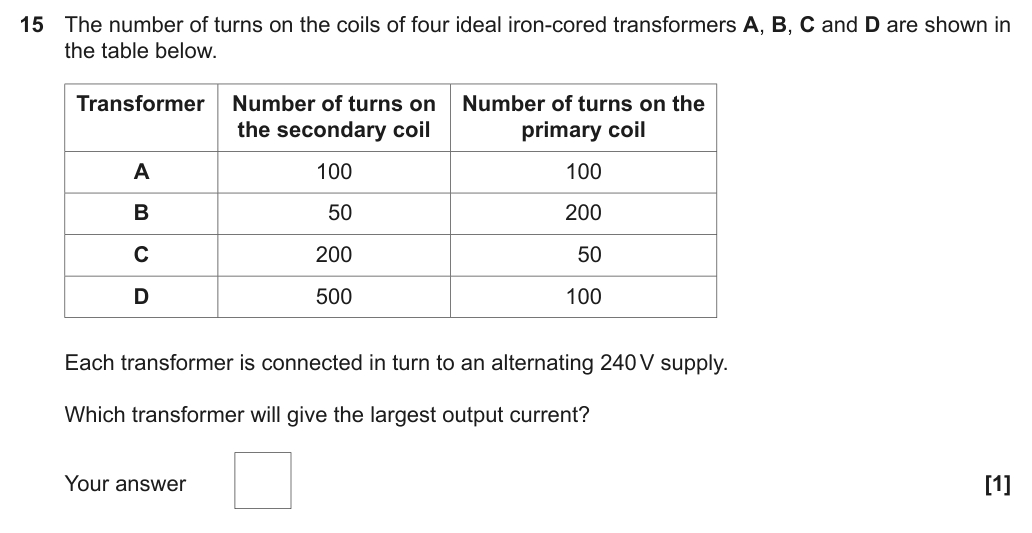 15 The number of turns on the coils of four ideal iron-cored transformers A, B, C and D are shown in
the table below.
Transformer Number of turns on the secondary coil Number of turns on the primary coil
A 100 100
B 50 200
C 200 50
D 500 100
Each transformer is connected in turn to an alternating 240 V supply.
Which transformer will give the largest output current?
Your answer [1]